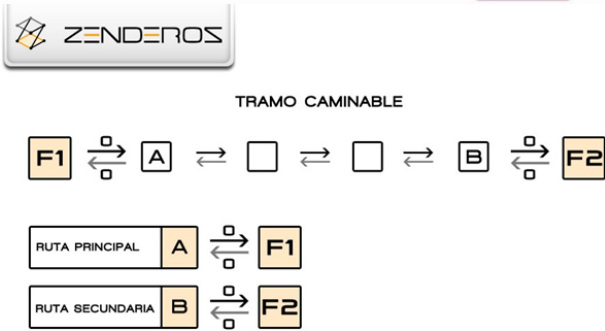 ZENDEROS
TRAMO CAMINABLE
F1 A B F2
RUTA PRINCIPAL A F1
RUTA SECUNDARIA B F2